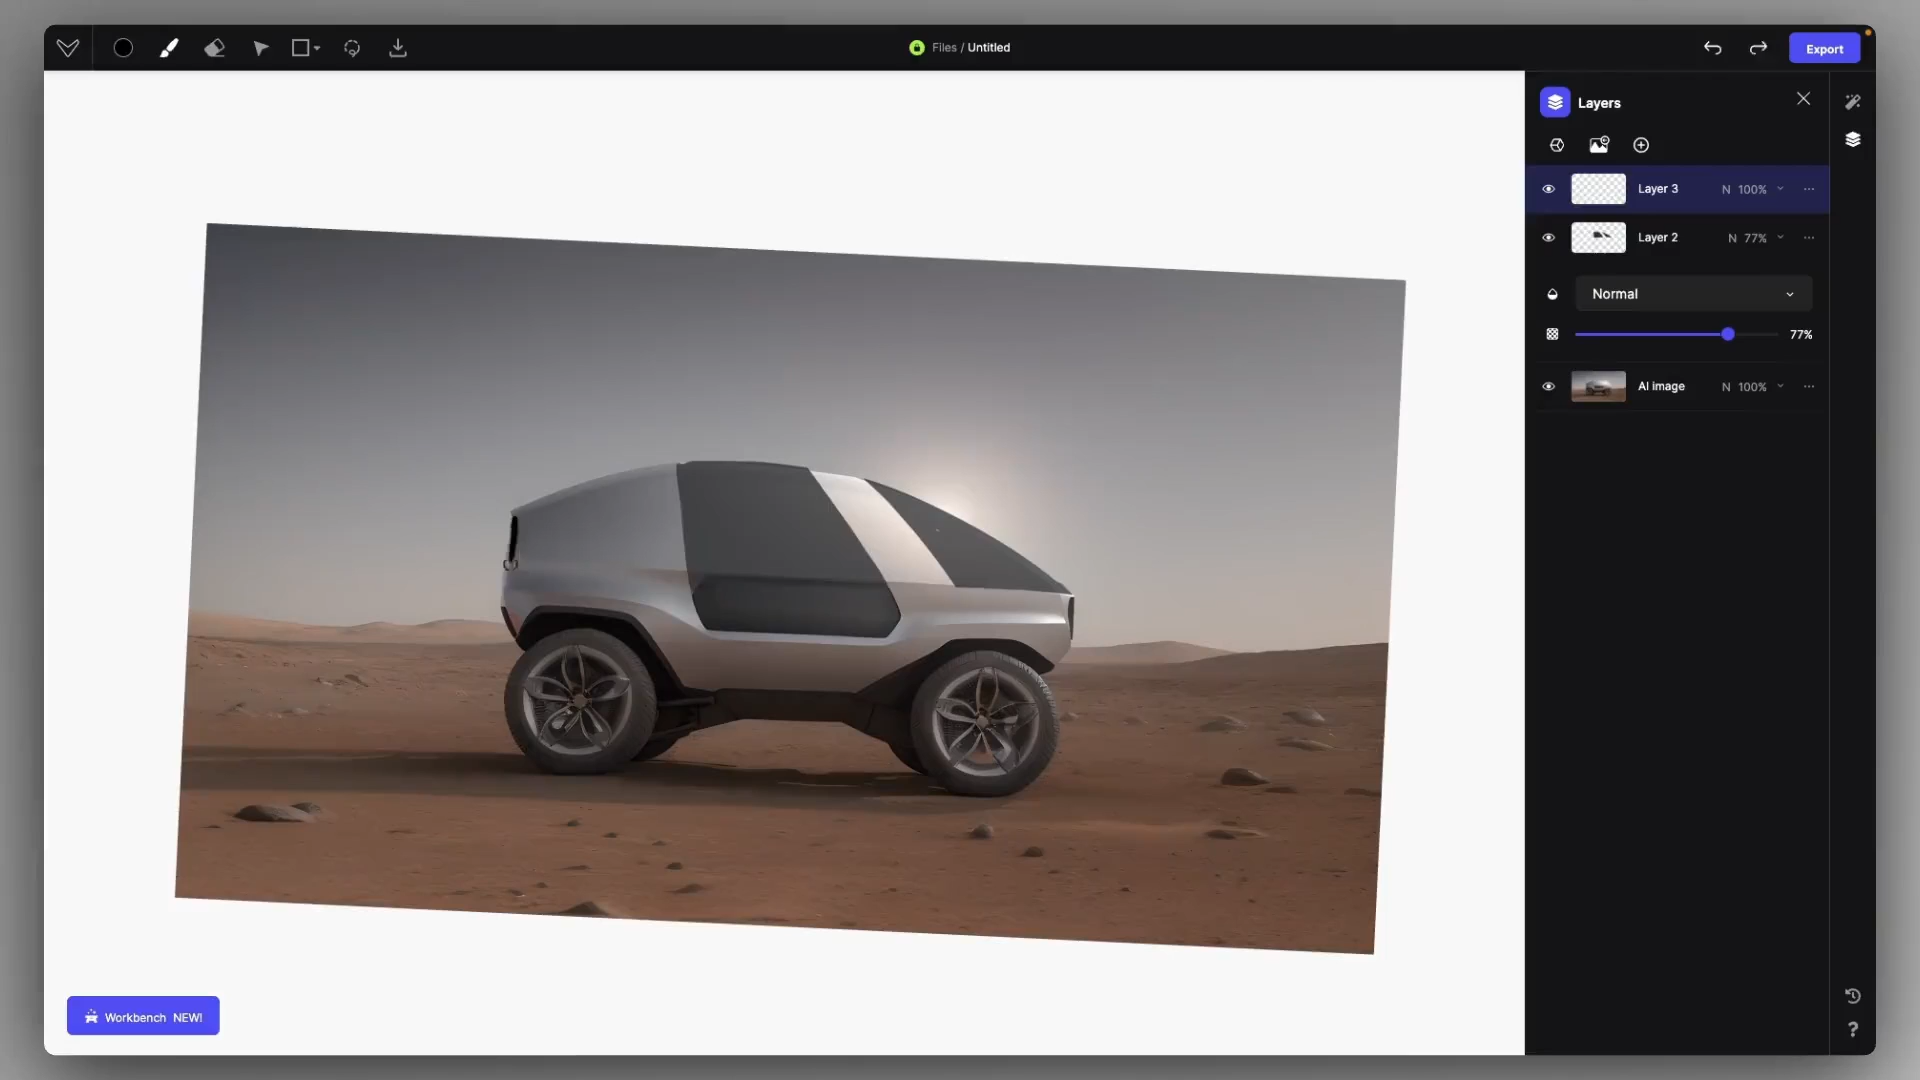 Files / Untitled
Export
Layers
Layer 3 N 100%
Layer 2 N 77%
Normal
77%
AI image N 100%
Workbench NEW!
?